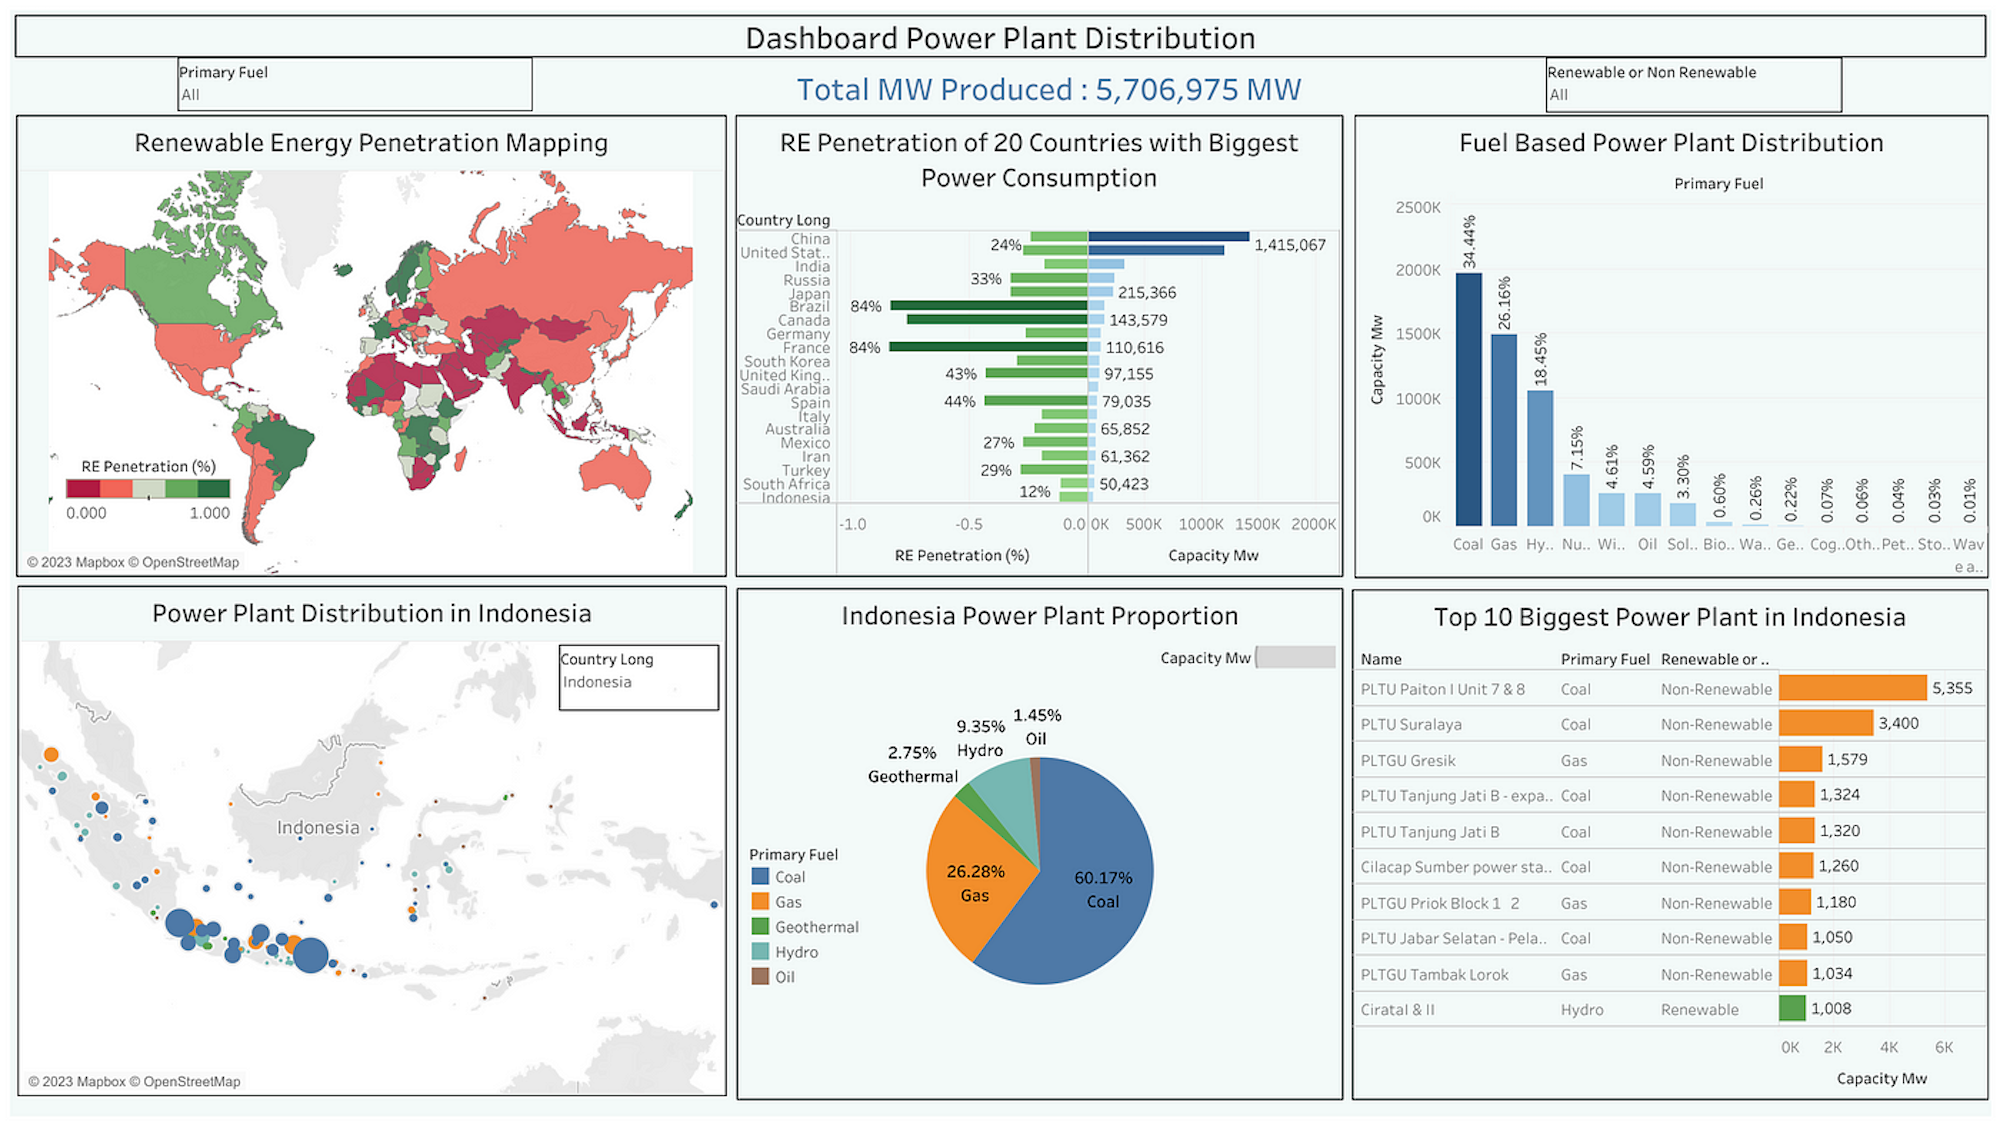 Dashboard Power Plant Distribution
Primary Fuel
All
Total MW Produced : 5,706,975 MW
Renewable or Non Renewable
All
Renewable Energy Penetration Mapping
RE Penetration (%)
0.000 1.000
© 2023 Mapbox © OpenStreetMap
RE Penetration of 20 Countries with Biggest
Power Consumption
Country Long
China
24% 1,415,067
United Stat..
India
Russia 33%
Japan 215,366
Brazil 84%
Canada 143,579
Germany
France 84% 110,616
South Korea
United King.. 43% 97,155
Saudi Arabia
Spain 44% 79,035
Italy
Australia 65,852
Mexico 27%
Iran 61,362
Turkey 29%
South Africa 50,423
Indonesia 12%
-1.0 -0.5 0.0 0K 500K 1000K 1500K 2000K
RE Penetration (%) Capacity Mw
Fuel Based Power Plant Distribution
Primary Fuel
Capacity Mw
2500K
2000K
1500K
1000K
500K
0K
34.44% 26.16% 18.45% 7.15% 4.61% 4.59% 3.30% 0.60% 0.26% 0.22% 0.07% 0.06% 0.04% 0.03% 0.01%
Coal Gas Hy.. Nu.. Wi.. Oil Sol.. Bio.. Wa.. Ge.. Cog.. Oth.. Pet.. Sto.. Wav
e a..
Power Plant Distribution in Indonesia
Country Long
Indonesia
Indonesia
© 2023 Mapbox © OpenStreetMap
Indonesia Power Plant Proportion
Capacity Mw
1.45%
Oil
9.35%
Hydro
2.75%
Geothermal
26.28%
Gas
60.17%
Coal
Primary Fuel
Coal
Gas
Geothermal
Hydro
Oil
Top 10 Biggest Power Plant in Indonesia
Name Primary Fuel Renewable or ..
PLTU Paiton I Unit 7 & 8 Coal Non-Renewable 5,355
PLTU Suralaya Coal Non-Renewable 3,400
PLTGU Gresik Gas Non-Renewable 1,579
PLTU Tanjung Jati B - expa.. Coal Non-Renewable 1,324
PLTU Tanjung Jati B Coal Non-Renewable 1,320
Cilacap Sumber power sta.. Coal Non-Renewable 1,260
PLTGU Priok Block 1 2 Gas Non-Renewable 1,180
PLTU Jabar Selatan - Pela.. Coal Non-Renewable 1,050
PLTGU Tambak Lorok Gas Non-Renewable 1,034
Ciratal & II Hydro Renewable 1,008
0K 2K 4K 6K
Capacity Mw